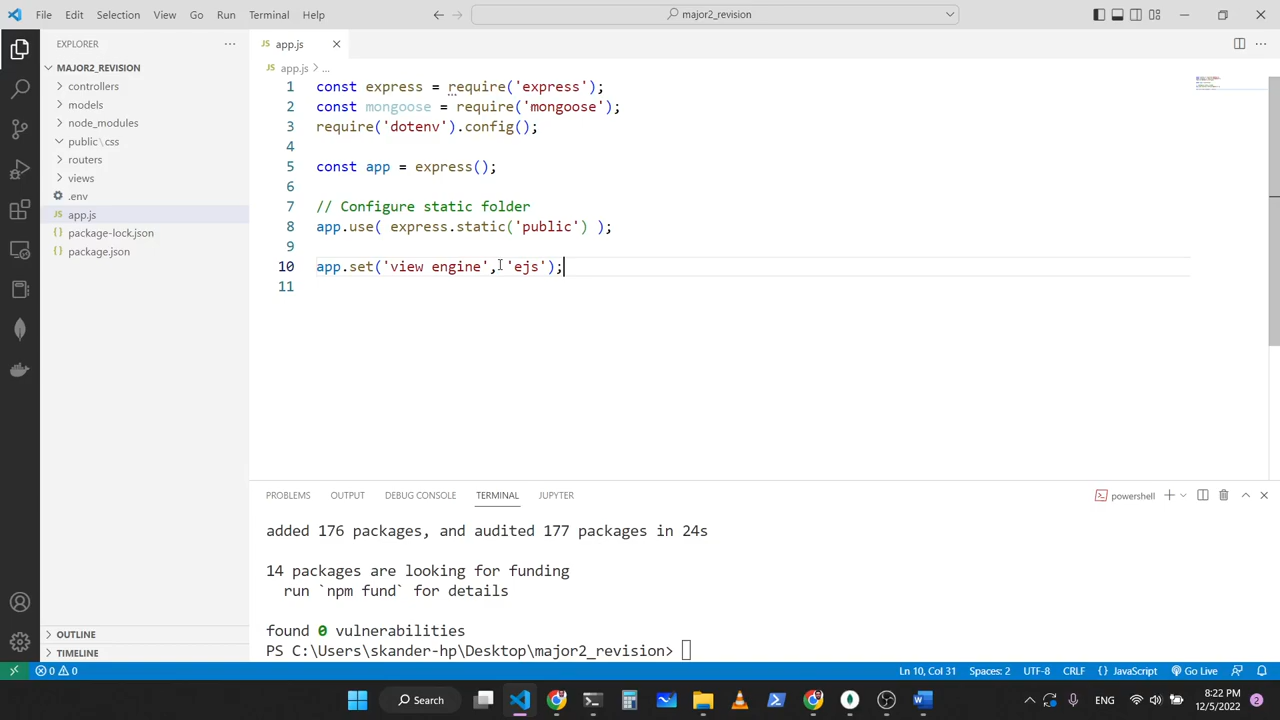 File Edit Selection View Go Run Terminal Help
major2_revision
EXPLORER
MAJOR2_REVISION
controllers
models
node_modules
public\css
routers
views
.env
JS app.js
{} package-lock.json
{} package.json
OUTLINE
TIMELINE
JS app.js
JS app.js > ...
1 const express = require('express');
2 const mongoose = require('mongoose');
3 require('dotenv').config();
4
5 const app = express();
6
7 // Configure static folder
8 app.use( express.static('public') );
9
10 app.set('view engine', 'ejs');
11
PROBLEMS OUTPUT DEBUG CONSOLE TERMINAL JUPYTER
powershell
added 176 packages, and audited 177 packages in 24s
14 packages are looking for funding
run `npm fund` for details
found 0 vulnerabilities
PS C:\Users\skander-hp\Desktop\major2_revision>
0 0 Ln 10, Col 31 Spaces: 2 UTF-8 CRLF {} JavaScript Go Live
Search
ENG
8:22 PM
12/5/2022
2